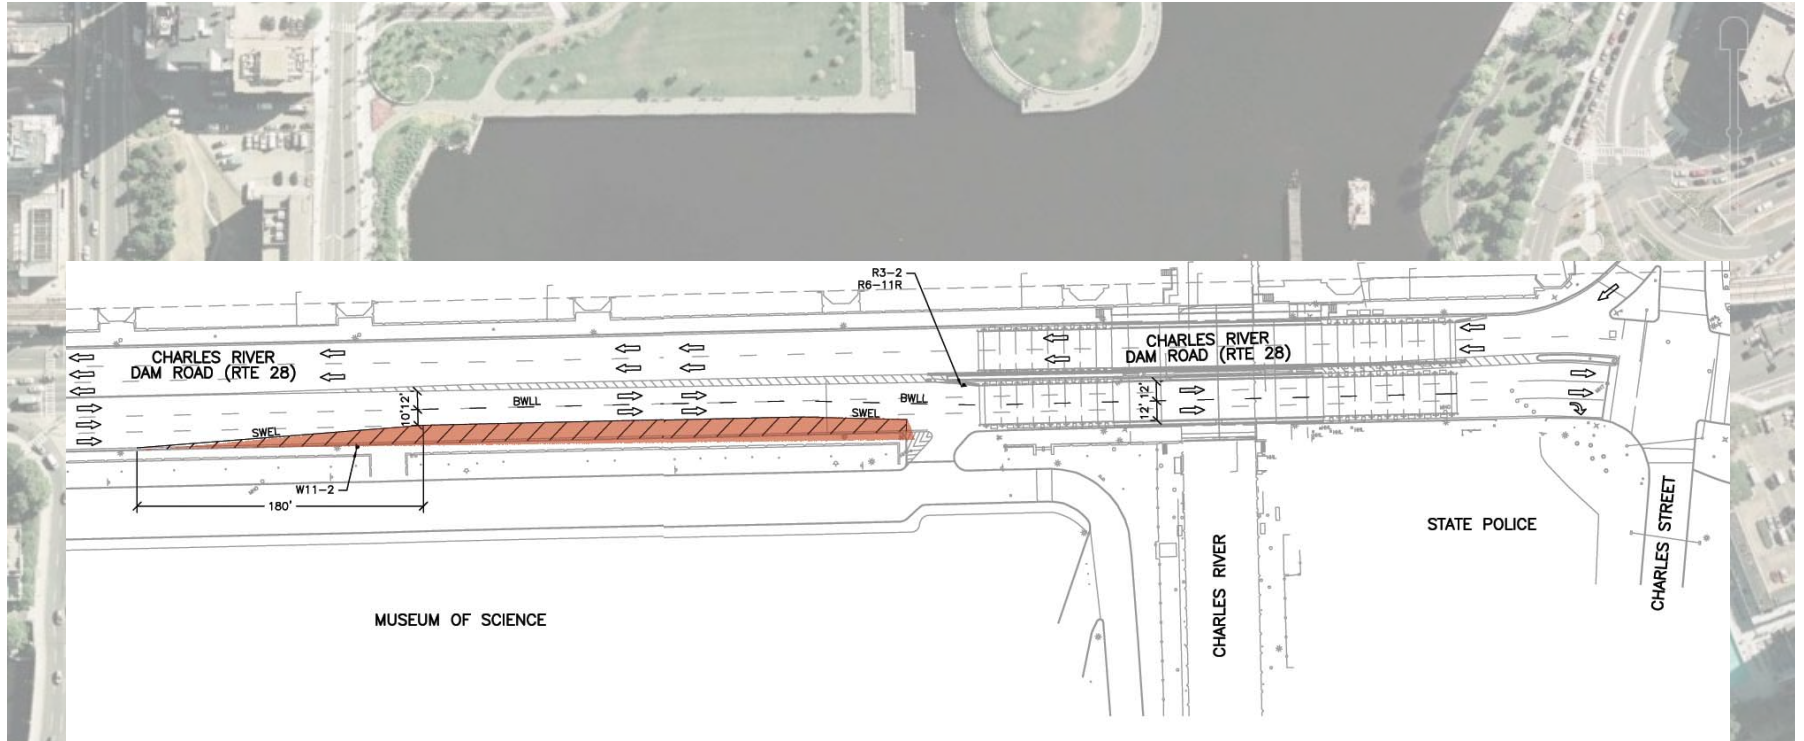 R3-2
R6-11R
CHARLES RIVER
DAM ROAD (RTE 28)
CHARLES RIVER
DAM ROAD (RTE 28)
10'12'
BWLL
BWLL
12' 12'
SWEL
SWEL
W11-2
180'
MUSEUM OF SCIENCE
CHARLES RIVER
STATE POLICE
CHARLES STREET